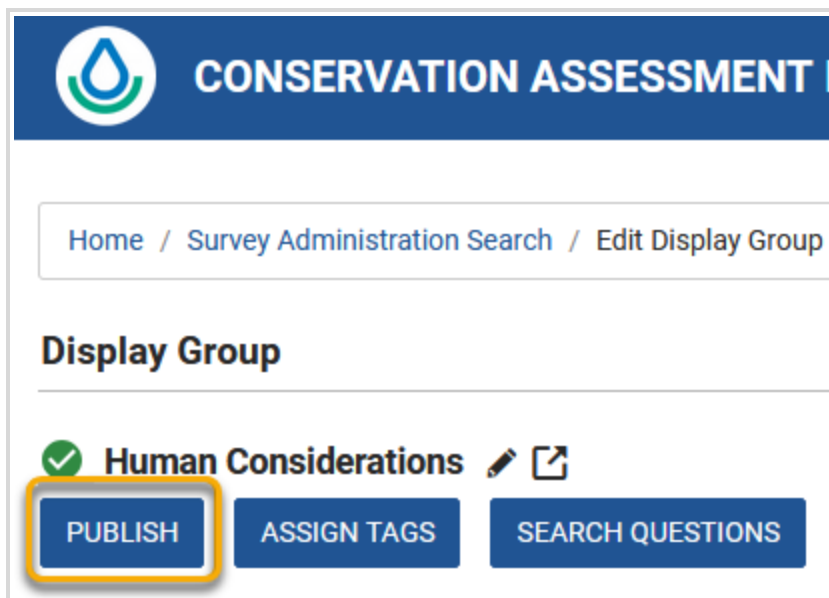 CONSERVATION ASSESSMENT
Home / Survey Administration Search / Edit Display Group
Display Group
Human Considerations
PUBLISH ASSIGN TAGS SEARCH QUESTIONS